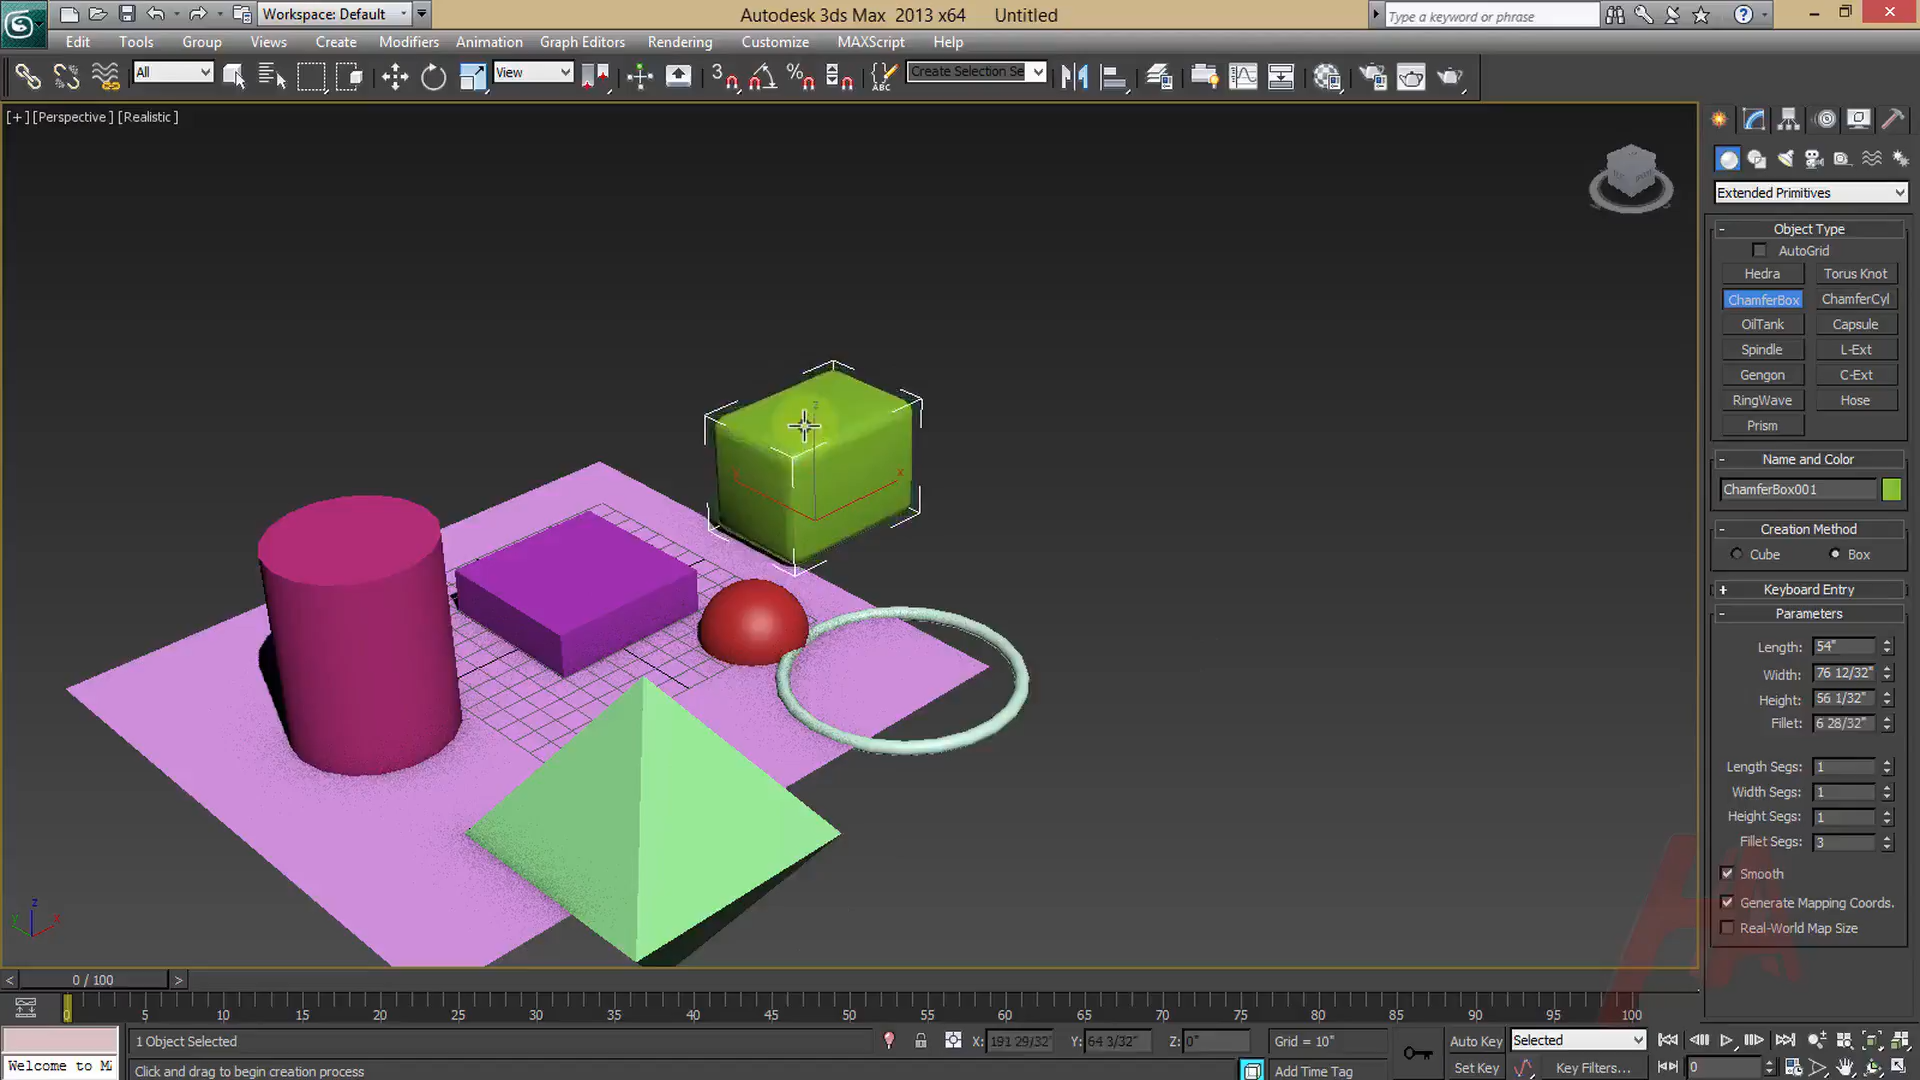 Workspace: Default
Autodesk 3ds Max 2013 x64 Untitled
Type a keyword or phrase
Edit Tools Group Views Create Modifiers Animation Graph Editors Rendering Customize MAXScript Help
All View 3 ABC Create Selection Se
[+] [Perspective] [Realistic]
Extended Primitives
- Object Type
AutoGrid
Hedra Torus Knot
ChamferBox ChamferCyl
OilTank Capsule
Spindle L-Ext
Gengon C-Ext
RingWave Hose
Prism
- Name and Color
ChamferBox001
- Creation Method
Cube Box
+ Keyboard Entry
- Parameters
Length: 54"
Width: 76 12/32"
Height: 56 1/32"
Fillet: 6 28/32"
Length Segs: 1
Width Segs: 1
Height Segs: 1
Fillet Segs: 3
Smooth
Generate Mapping Coords.
Real-World Map Size
z
x
z
y x
< 0 / 100 >
0 5 10 15 20 25 30 35 40 45 50 55 60 65 70 75 80 85 90 95 100
1 Object Selected X: 191 29/32" Y: 64 3/32" Z: 0" Grid = 10" Auto Key Selected
Welcome to M
Click and drag to begin creation process Add Time Tag Set Key Key Filters... 0